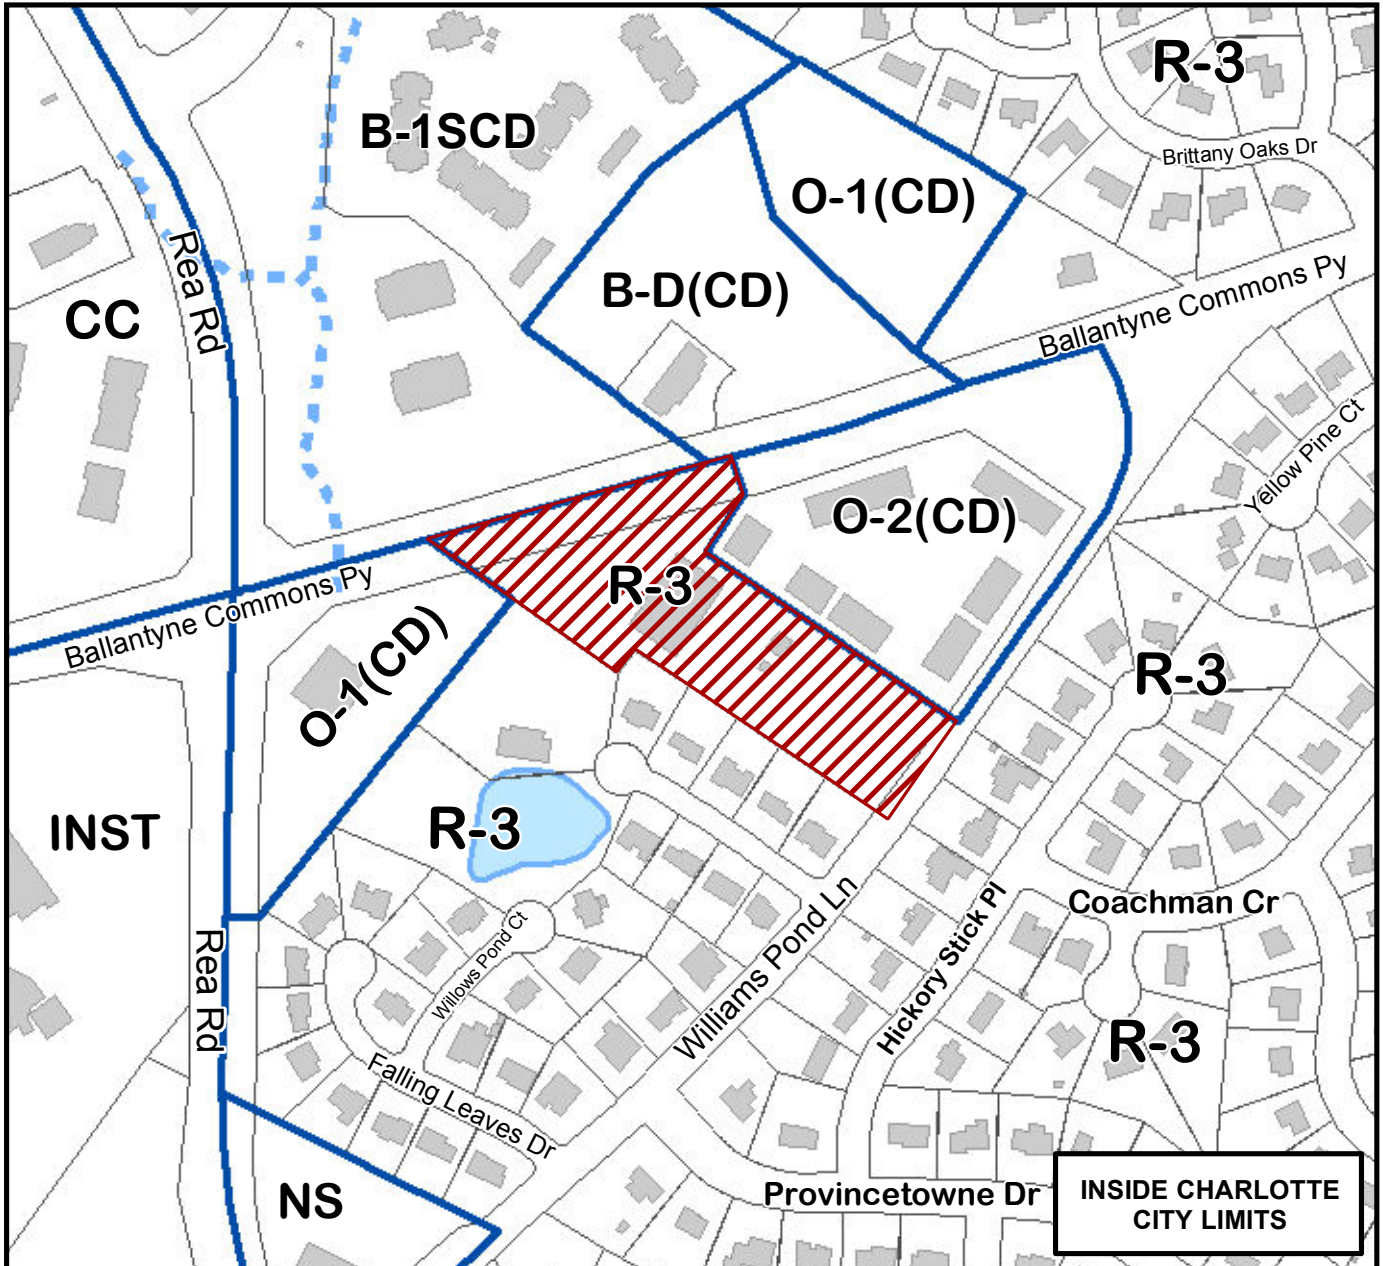 R-3
B-1SCD
Brittany Oaks Dr
O-1(CD)
Rea Rd
B-D(CD)
Ballantyne Commons Py
CC
Yellow Pine Ct
O-2(CD)
R-3
Ballantyne Commons Py
O-1(CD)
R-3
INST
R-3
Coachman Cr
Williams Pond Ln
Hickory Stick Pl
Willows Pond Ct
Rea Rd
R-3
Falling Leaves Dr
NS
Provincetowne Dr
INSIDE CHARLOTTE
CITY LIMITS